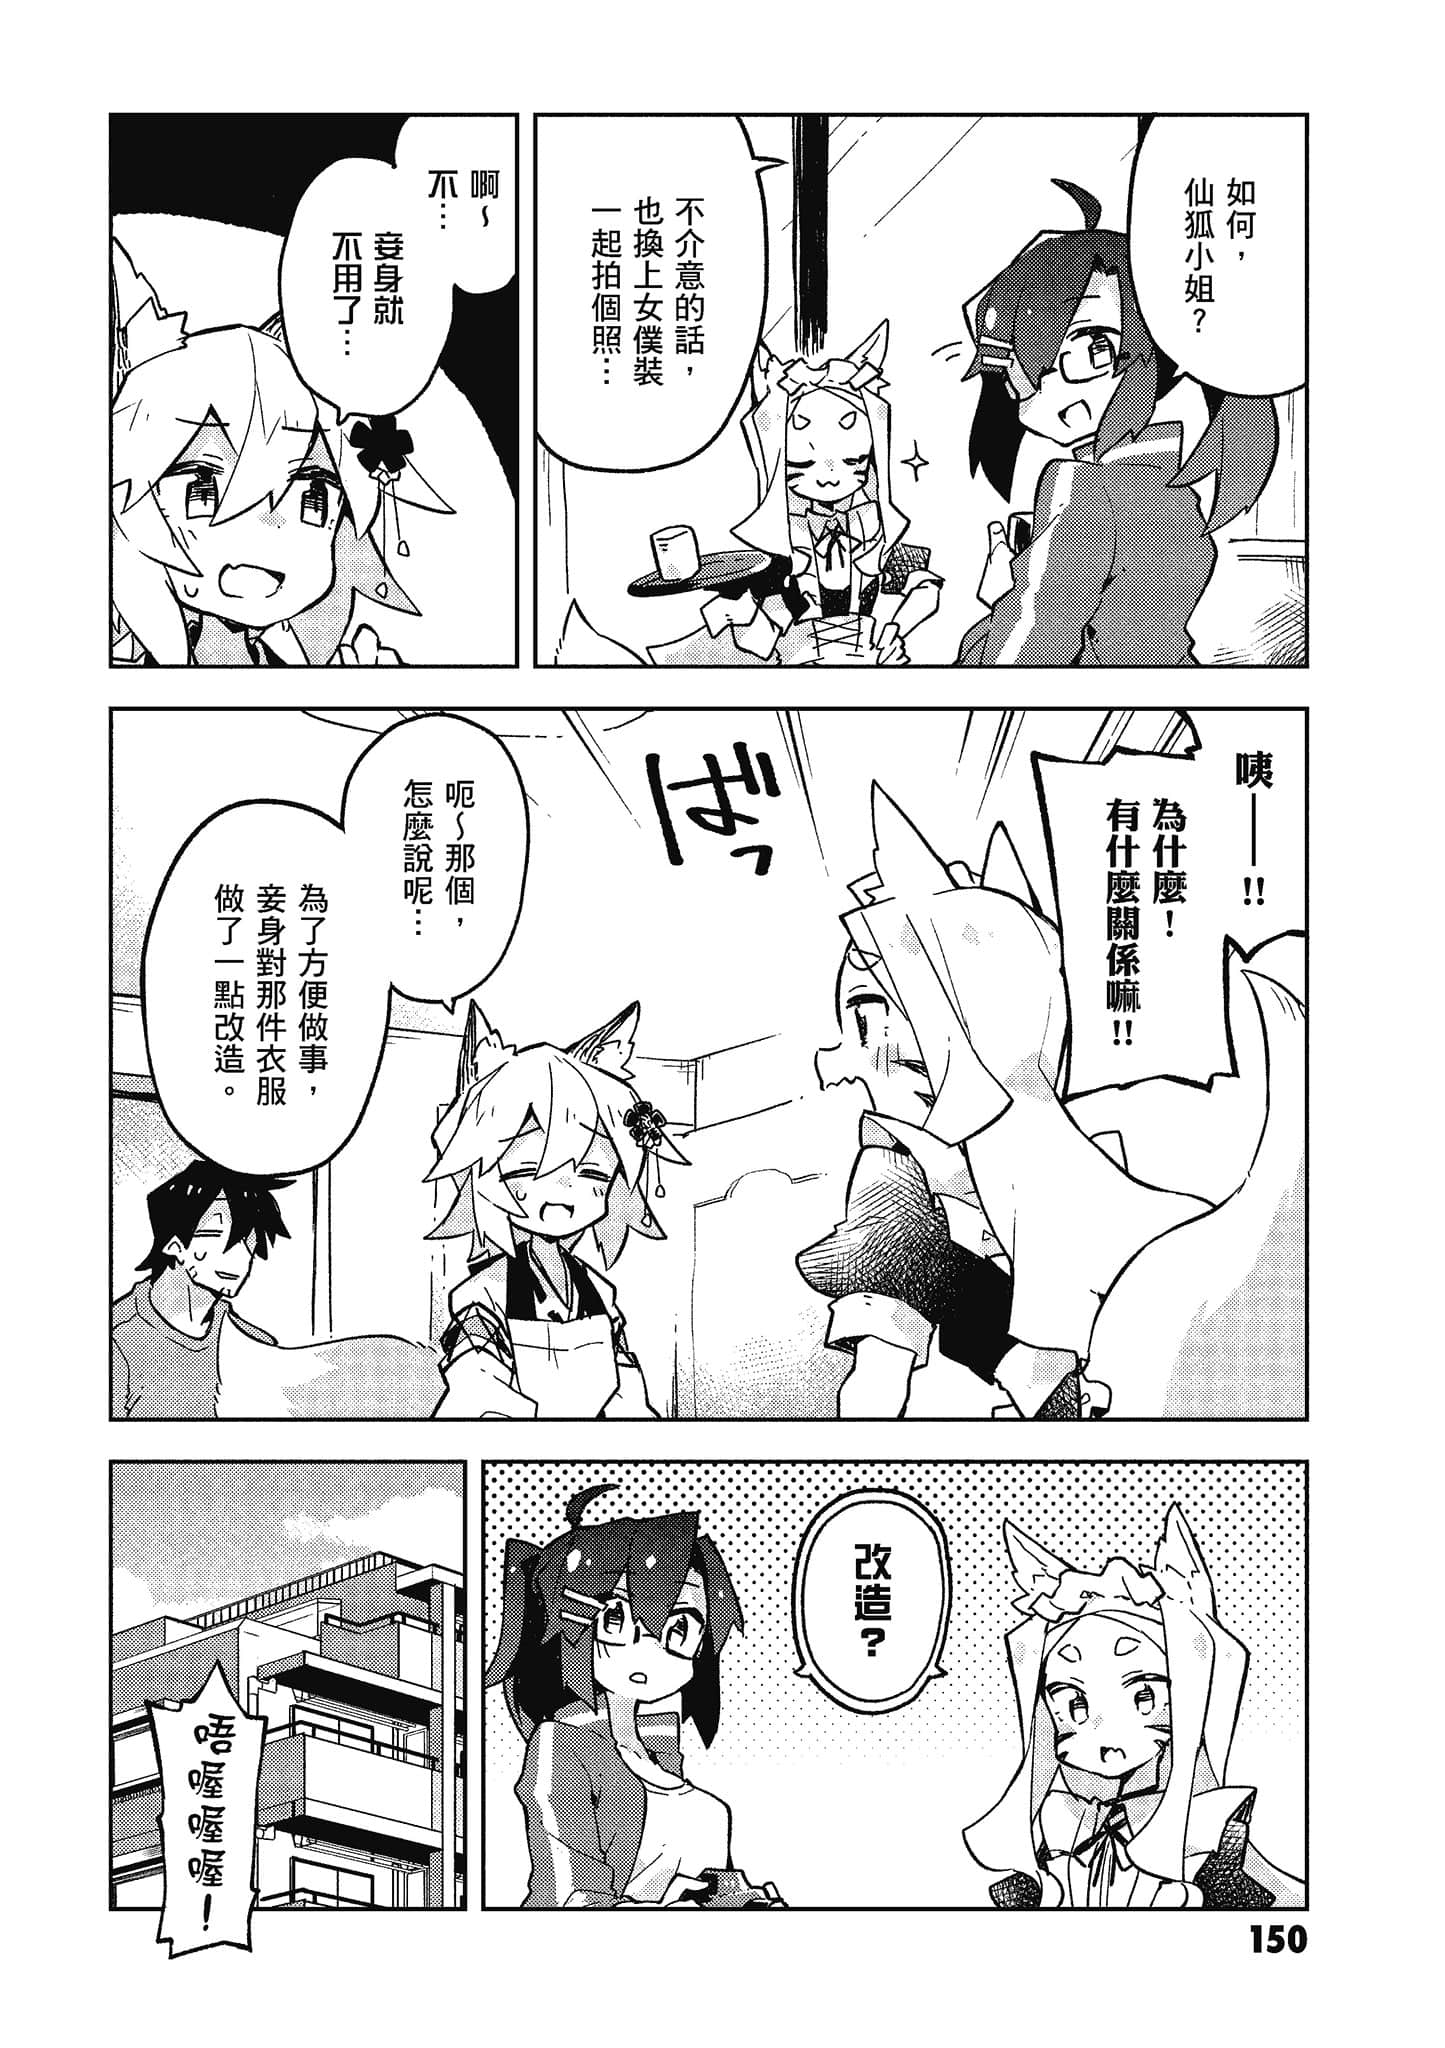 如何，
仙狐小姐？
不介意的話，
也換上女僕裝
一起拍個照…
啊～
不…
妾身就
不用了…
咦——!!
為什麼！
有什麼關係嘛!!
ばっ
呃～那個，
怎麼說呢…
為了方便做事，
妾身對那件衣服
做了一點改造。
改造？
唔喔喔喔！
150